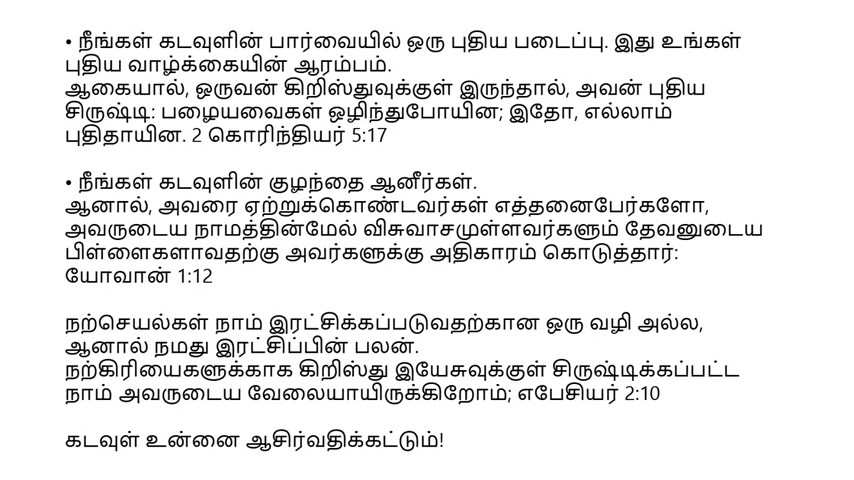 • நீங்கள் கடவுளின் பார்வையில் ஒரு புதிய படைப்பு. இது உங்கள்
புதிய வாழ்க்கையின் ஆரம்பம்.
ஆகையால், ஒருவன் கிறிஸ்துவுக்குள் இருந்தால், அவன் புதிய
சிருஷ்டி: பழையவைகள் ஒழிந்துபோயின; இதோ, எல்லாம்
புதிதாயின. 2 கொரிந்தியர் 5:17
• நீங்கள் கடவுளின் குழந்தை ஆனீர்கள்.
ஆனால், அவரை ஏற்றுக்கொண்டவர்கள் எத்தனைபேர்களோ,
அவருடைய நாமத்தின்மேல் விசுவாசமுள்ளவர்களும் தேவனுடைய
பிள்ளைகளாவதற்கு அவர்களுக்கு அதிகாரம் கொடுத்தார்:
யோவான் 1:12
நற்செயல்கள் நாம் இரட்சிக்கப்படுவதற்கான ஒரு வழி அல்ல,
ஆனால் நமது இரட்சிப்பின் பலன்.
நற்கிரியைகளுக்காக கிறிஸ்து இயேசுவுக்குள் சிருஷ்டிக்கப்பட்ட
நாம் அவருடைய வேலையாயிருக்கிறோம்; எபேசியர் 2:10
கடவுள் உன்னை ஆசிர்வதிக்கட்டும்!